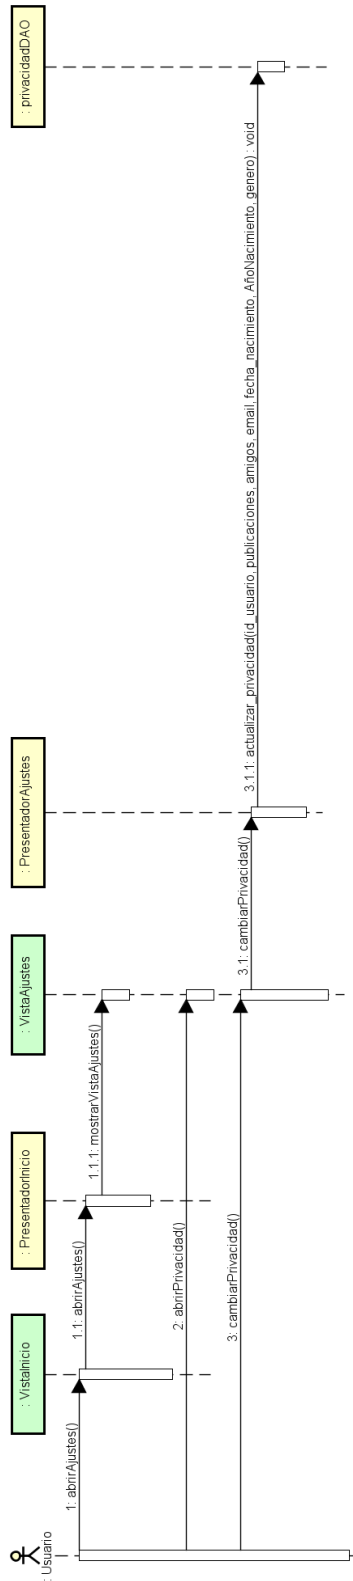 : Usuario
: VistaInicio
: PresentadorInicio
: VistaAjustes
: PresentadorAjustes
: privacidadDAO
1: abrirAjustes()
1.1: abrirAjustes()
1.1.1: mostrarVistaAjustes()
2: abrirPrivacidad()
3: cambiarPrivacidad()
3.1: cambiarPrivacidad()
3.1.1: actualizar_privacidad(id_usuario, publicaciones, amigos, email, fecha_nacimiento, AñoNacimiento, genero) : void